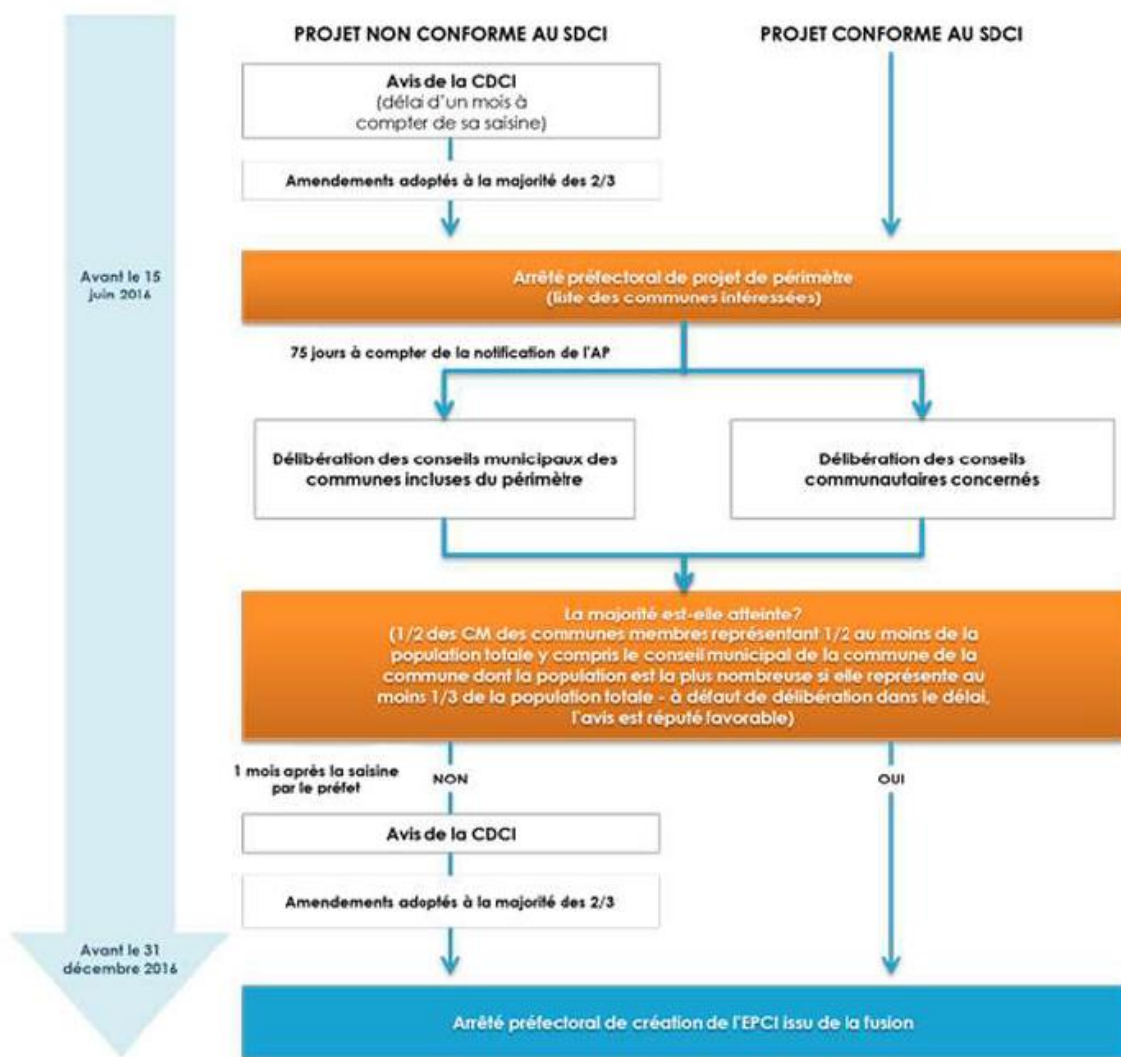 PROJET NON CONFORME AU SDCI
PROJET CONFORME AU SDCI
Avis de la CDCI
(délai d'un mois à
compter de sa saisine)
Amendements adoptés à la majorité des 2/3
Avant le 15
juin 2016
Arrêté préfectoral de projet de périmètre
(liste des communes intéressées)
75 jours à compter de la notification de l'AP
Délibération des conseils municipaux des
communes incluses du périmètre
Délibération des conseils
communautaires concernés
La majorité est-elle atteinte?
(1/2 des CM des communes membres représentant 1/2 au moins de la
population totale y compris le conseil municipal de la commune de la
commune dont la population est la plus nombreuse si elle représente au
moins 1/3 de la population totale - à défaut de délibération dans le délai,
l'avis est réputé favorable)
1 mois après la saisine
par le préfet
NON
OUI
Avis de la CDCI
Amendements adoptés à la majorité des 2/3
Avant le 31
décembre 2016
Arrêté préfectoral de création de l'EPCI issu de la fusion